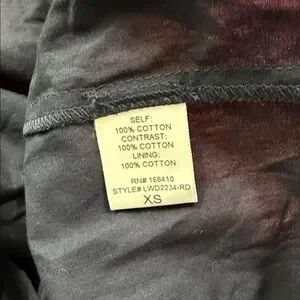 SELF:
100% COTTON
CONTRAST:
100% COTTON
LINING:
100% COTTON
RN# 168410
STYLE# LWD2234-RD
XS